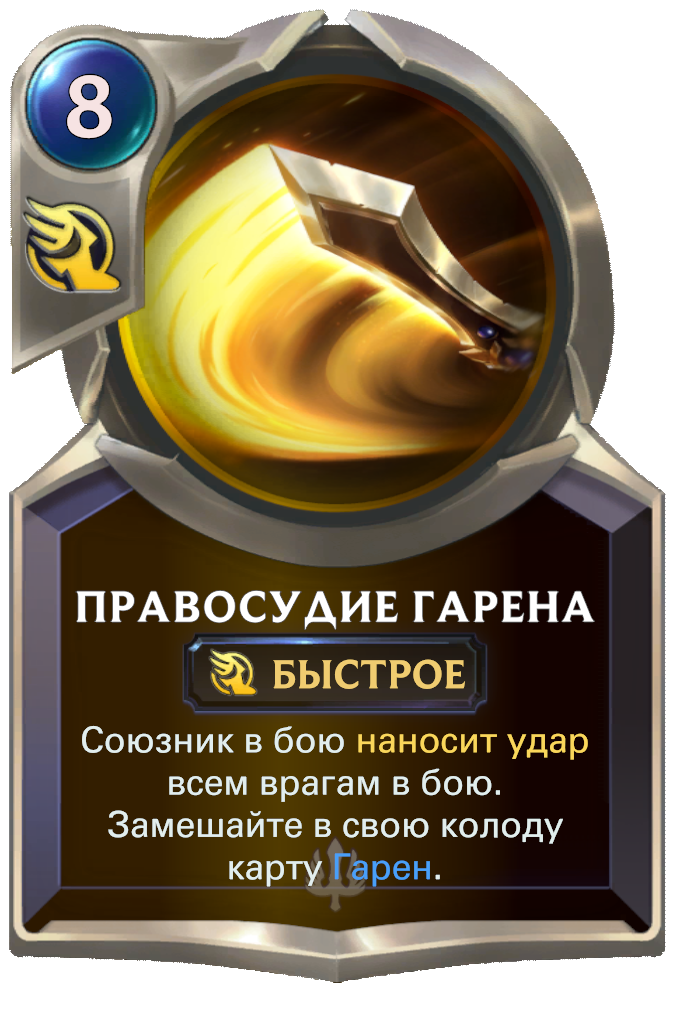 8
ПРАВОСУДИЕ ГАРЕНА
БЫСТРОЕ
Союзник в бою наносит удар
всем врагам в бою.
Замешайте в свою колоду
карту Гарен.